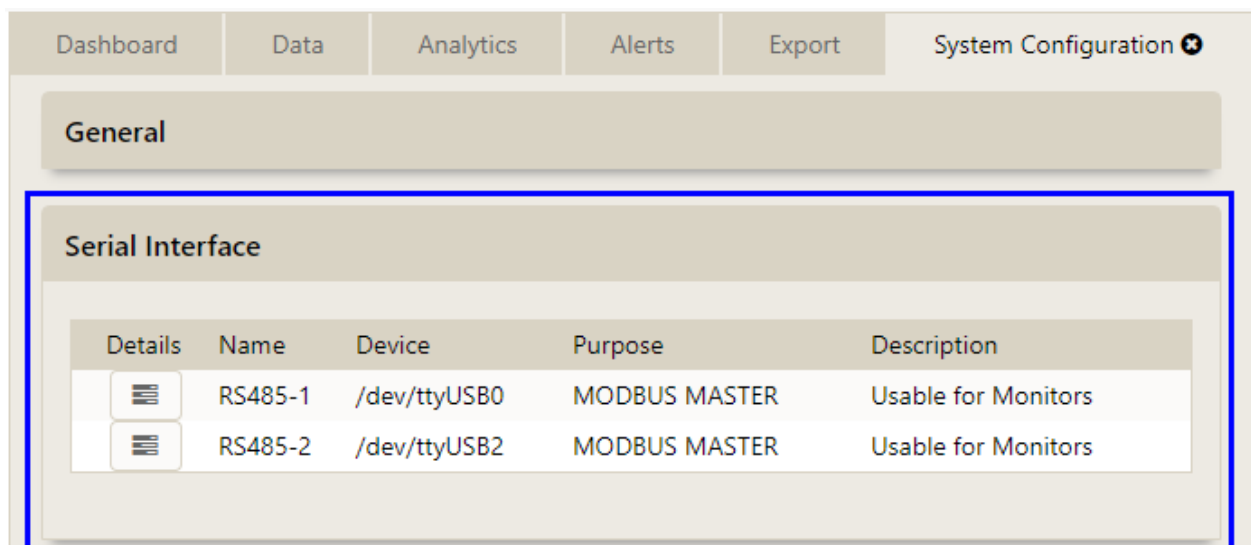 Dashboard Data Analytics Alerts Export System Configuration
General
Serial Interface
Details Name Device Purpose Description
RS485-1 /dev/ttyUSB0 MODBUS MASTER Usable for Monitors
RS485-2 /dev/ttyUSB2 MODBUS MASTER Usable for Monitors